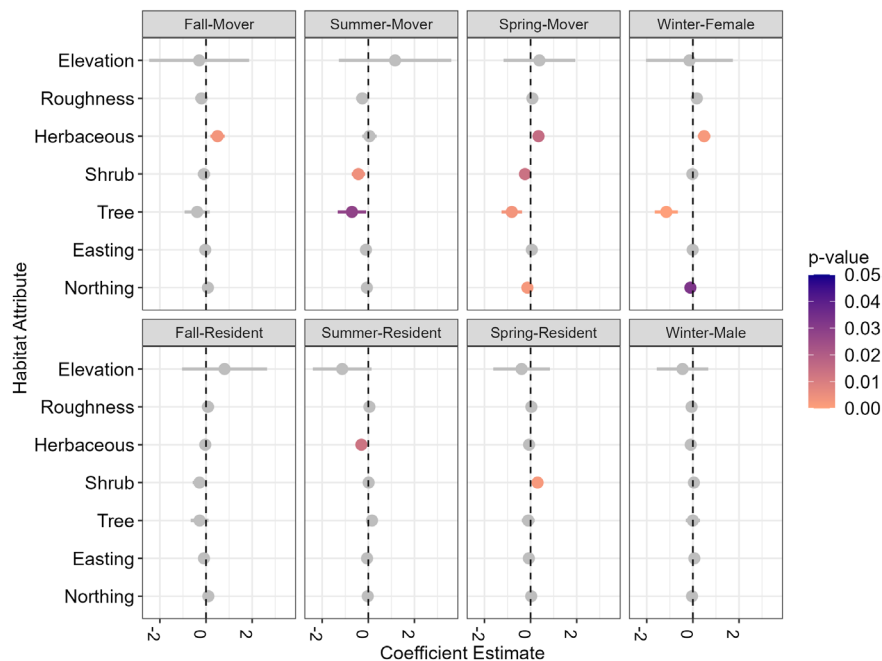 Fall-Mover Summer-Mover Spring-Mover Winter-Female
Elevation
Roughness
Herbaceous
Shrub
Tree
Easting
Northing
Fall-Resident Summer-Resident Spring-Resident Winter-Male
Elevation
Roughness
Herbaceous
Shrub
Tree
Easting
Northing
-2 0 2 -2 0 2 -2 0 2 -2 0 2
Coefficient Estimate
Habitat Attribute
p-value
0.05
0.04
0.03
0.02
0.01
0.00